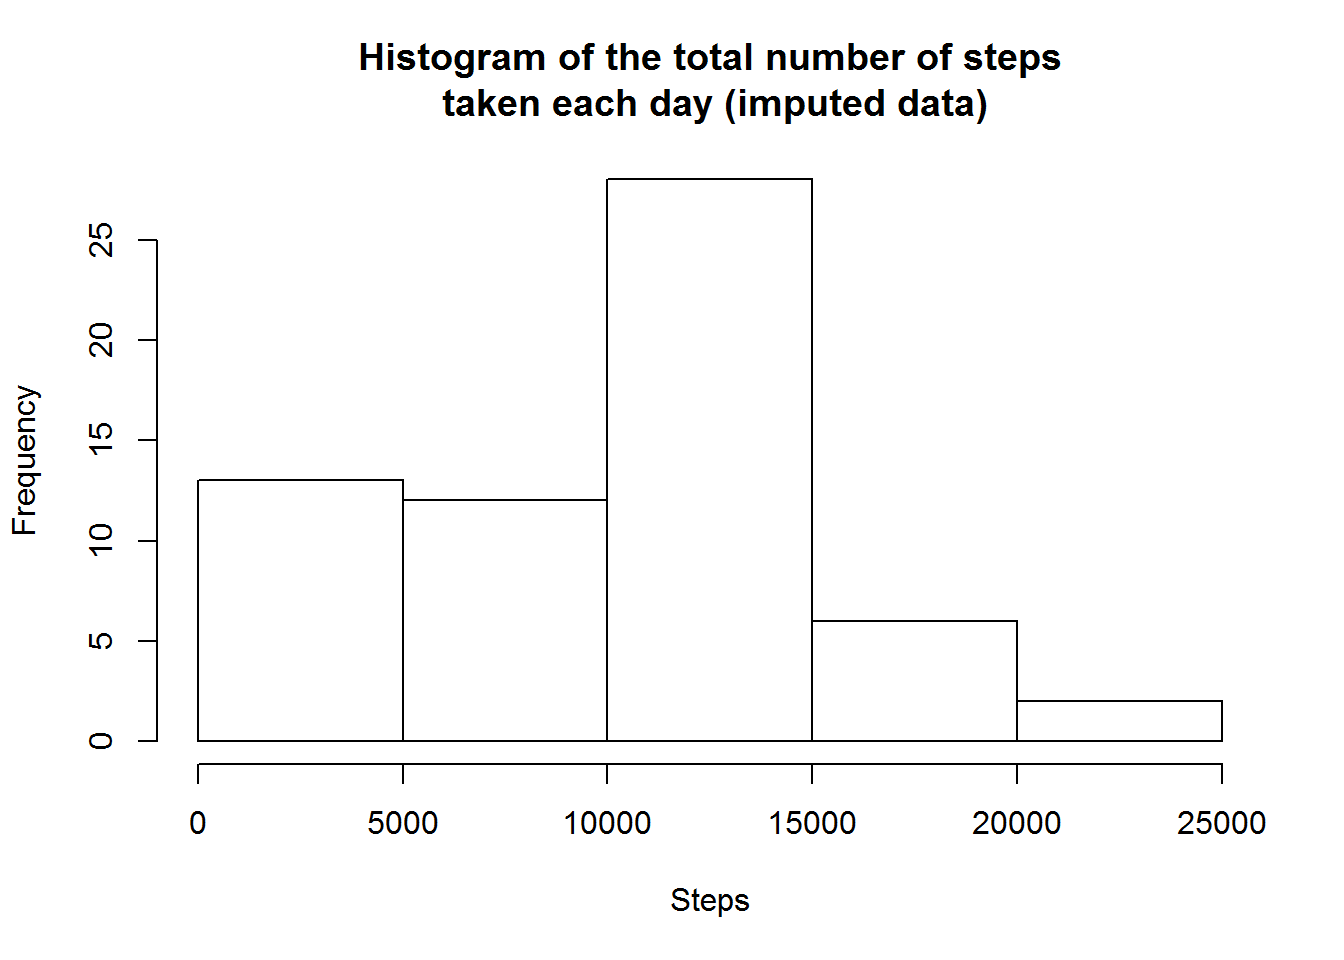 Histogram of the total number of steps
taken each day (imputed data)
25
20
15
10
5
0
Frequency
0 5000 10000 15000 20000 25000
Steps